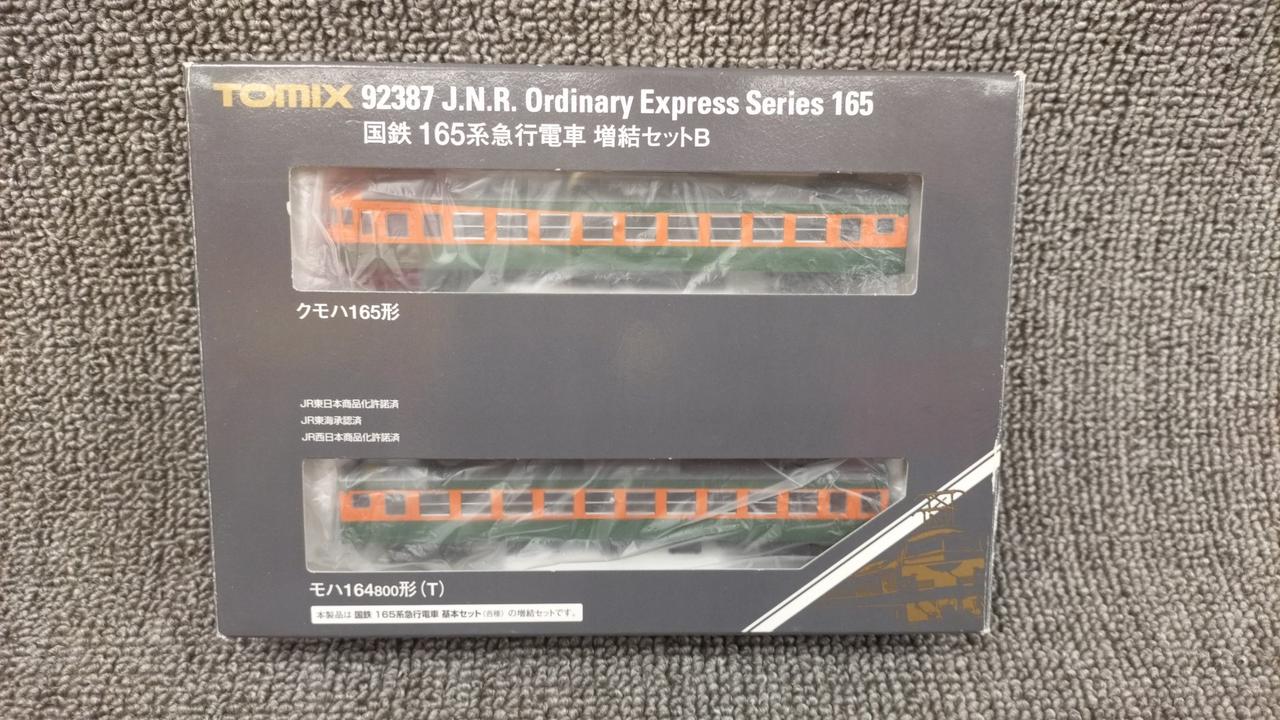 TOMIX 92387 J.N.R. Ordinary Express Series 165
国鉄 165系急行電車 増結セットB
クモハ165形
JR東日本商品化許諾済
JR東海承認済
JR西日本商品化許諾済
モハ164800形(T)
本製品は 国鉄 165系急行電車 基本セット(各種) の増結セットです。